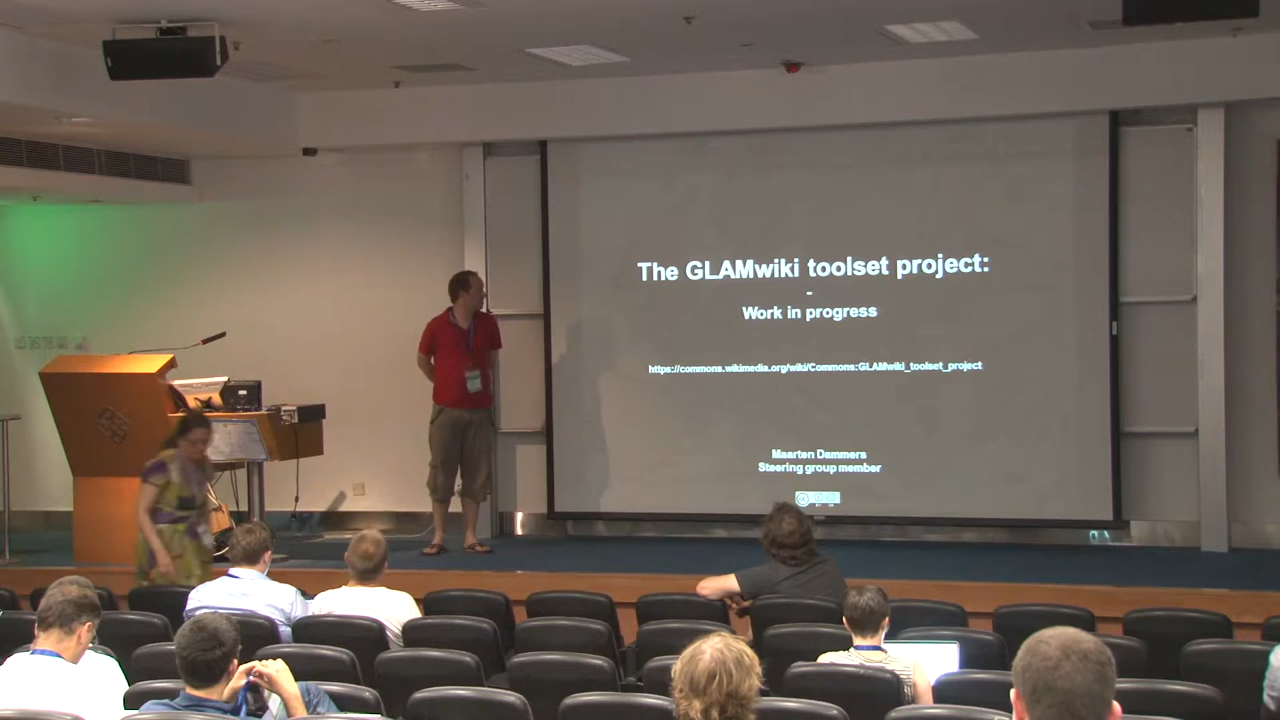 The GLAMwiki toolset project:
-
Work in progress
https://commons.wikimedia.org/wiki/Commons:GLAMwiki_toolset_project
Maarten Dammers
Steering group member